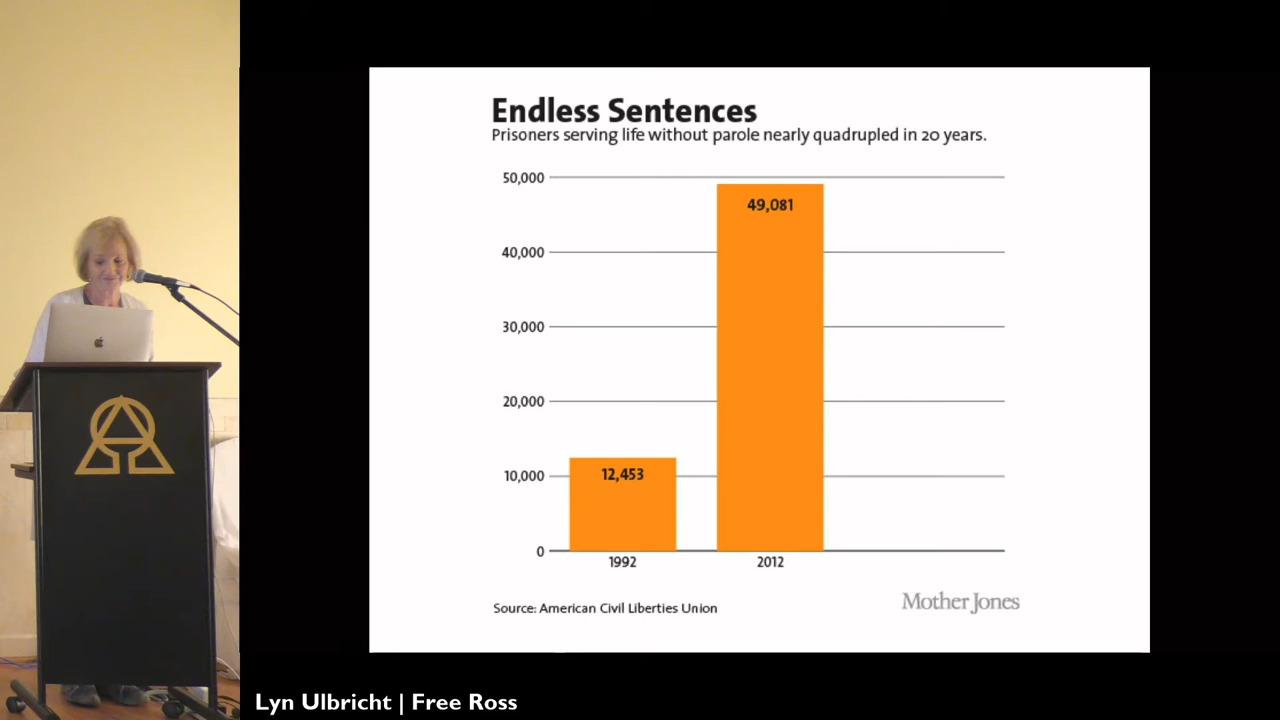 Endless Sentences
Prisoners serving life without parole nearly quadrupled in 20 years.
50,000
40,000
30,000
20,000
10,000
0
12,453
49,081
1992
2012
Source: American Civil Liberties Union
Mother Jones
Lyn Ulbricht | Free Ross